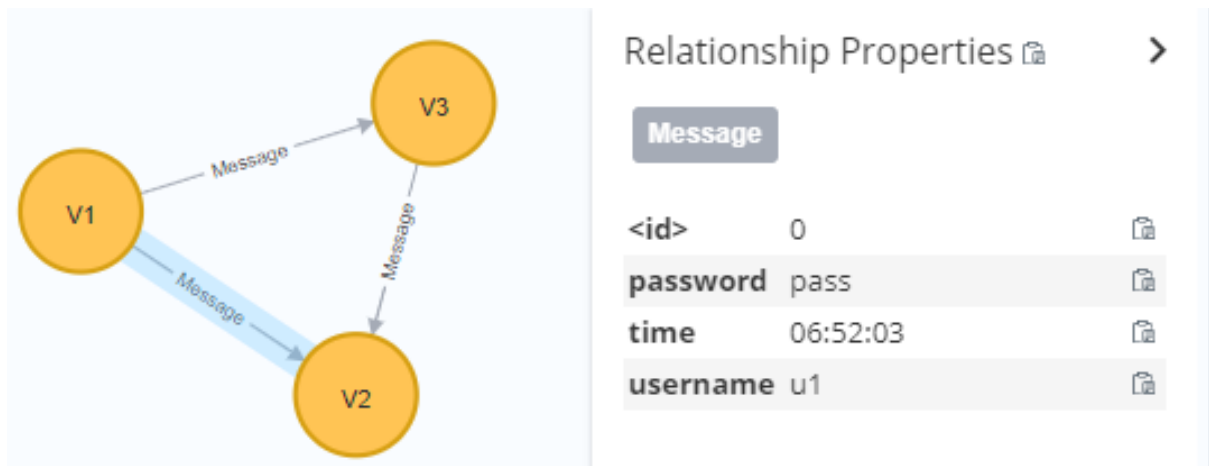 V3
Message
V1
Message
Message
V2
Relationship Properties
Message
<id> 0
password pass
time 06:52:03
username u1